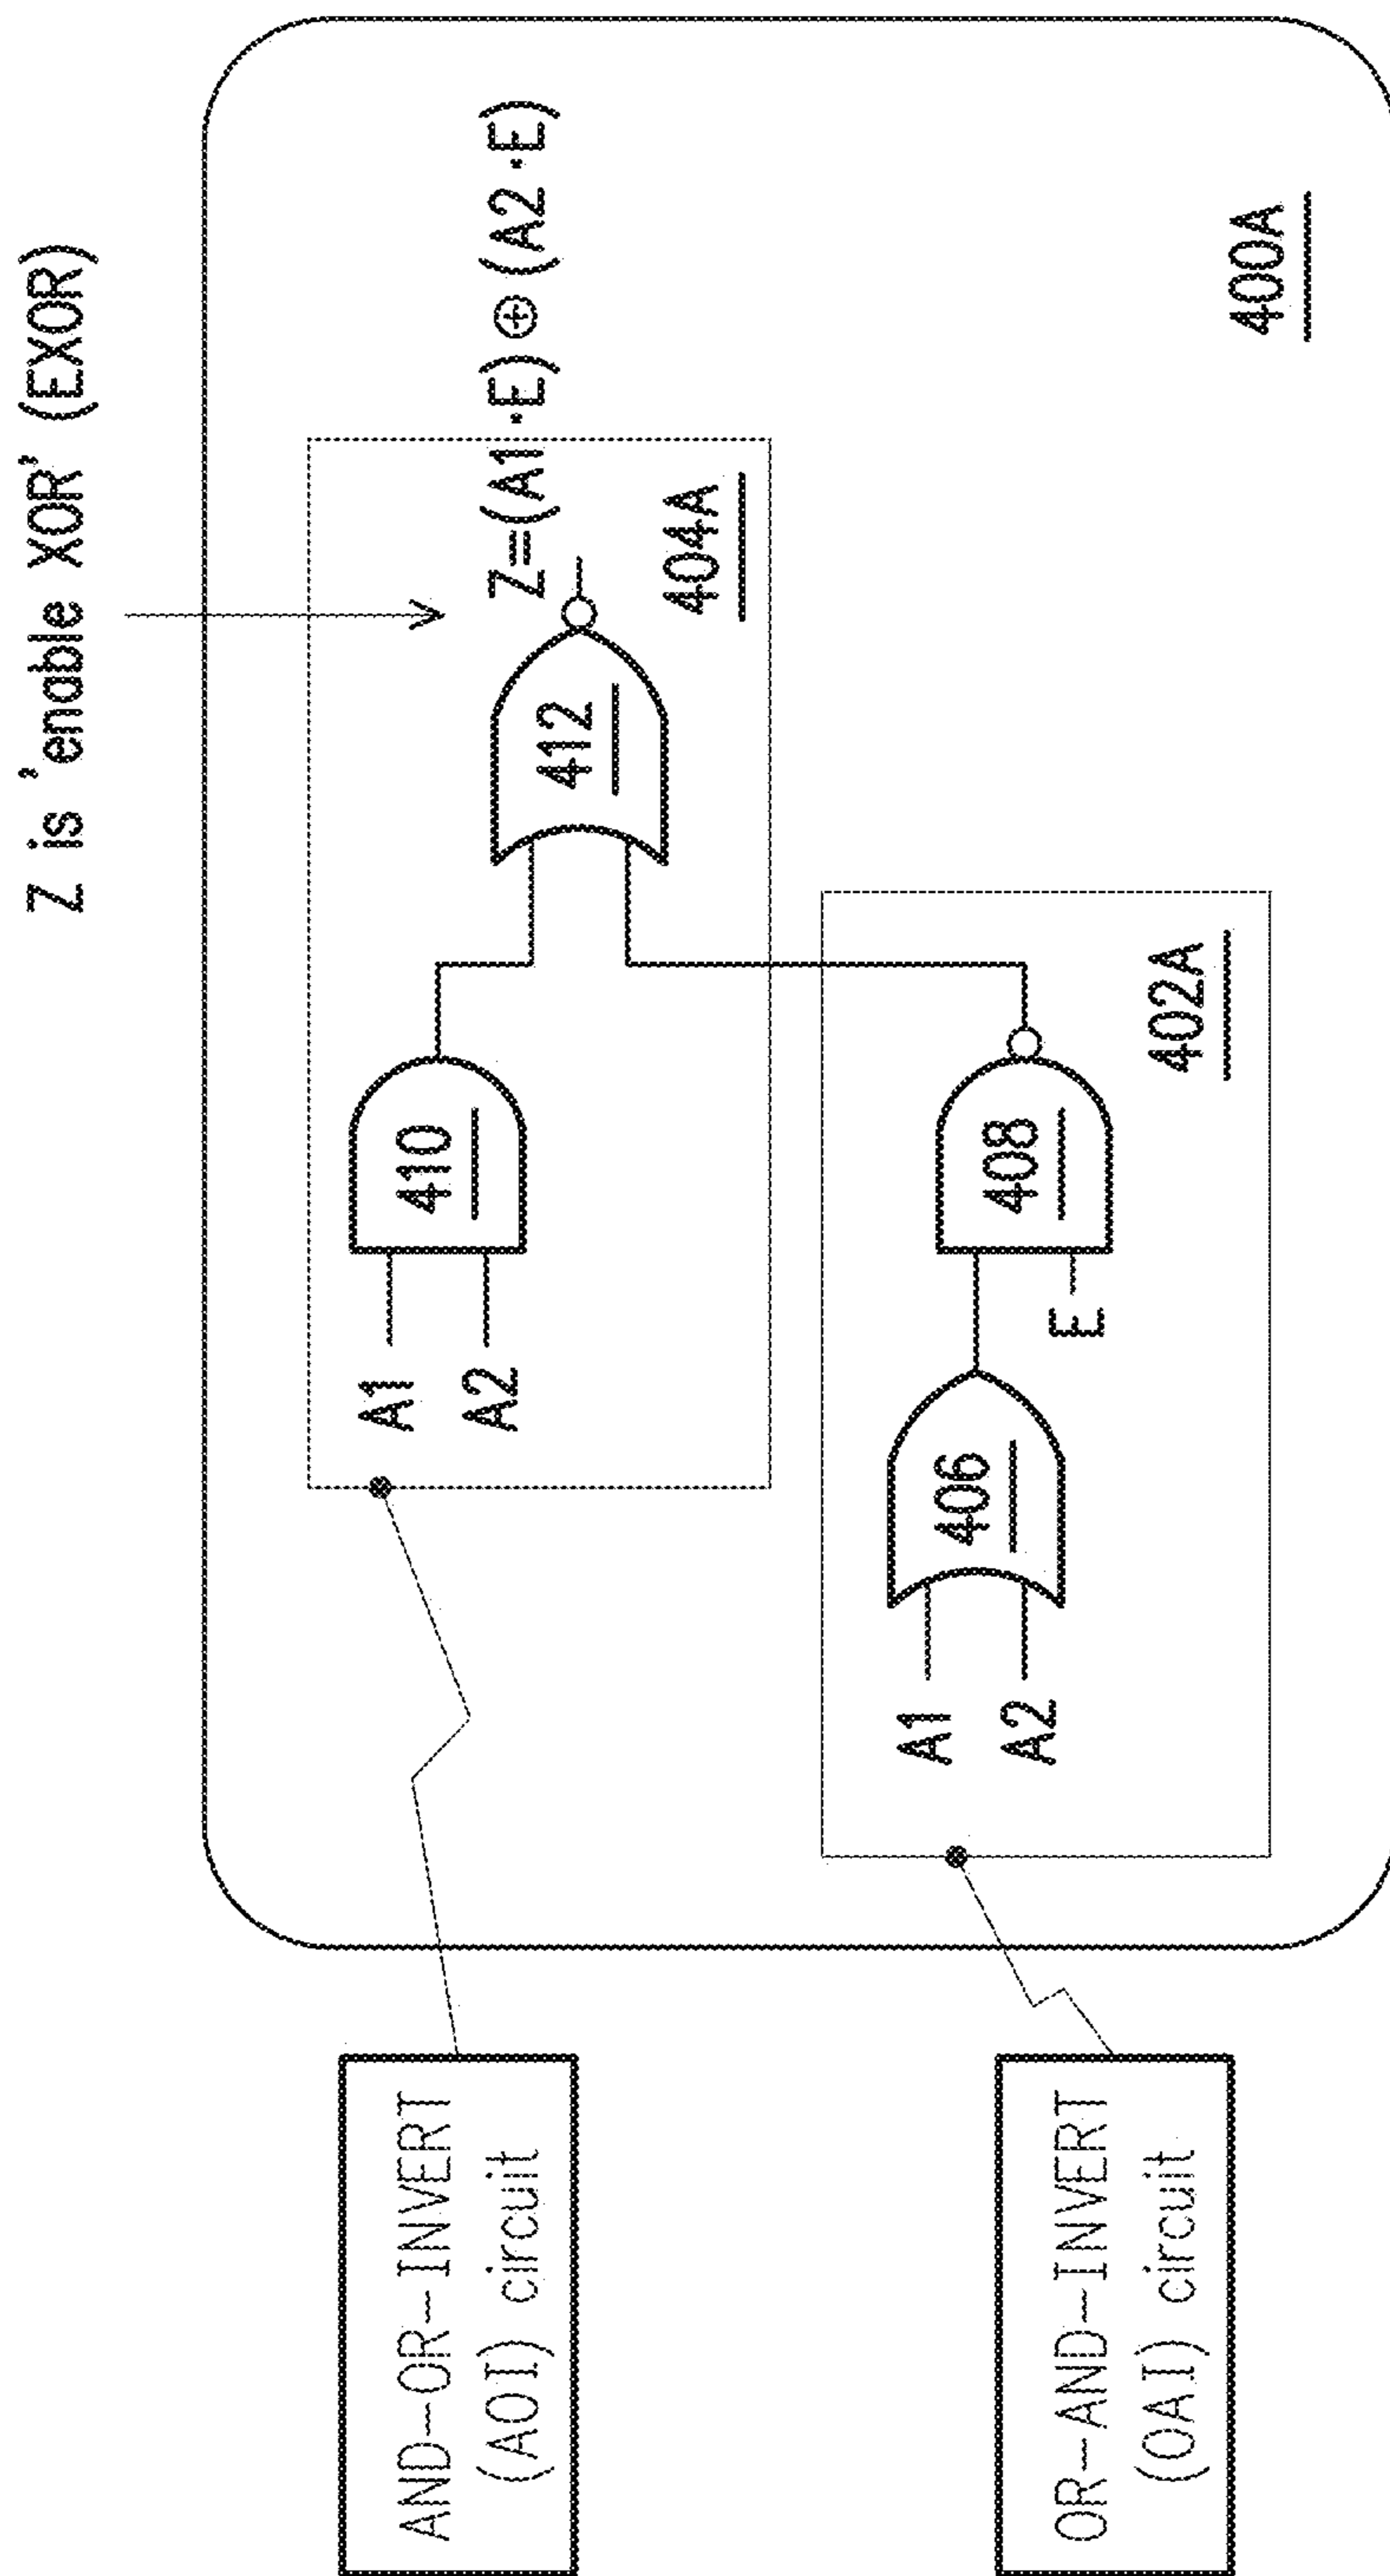 Z is 'enable XOR' (EXOR)
Z=(A1·E)⊕(A2·E)
A1
A2
410
412
404A
A1
A2
406
E
408
402A
400A
AND-OR-INVERT
(AOI) circuit
OR-AND-INVERT
(OAI) circuit